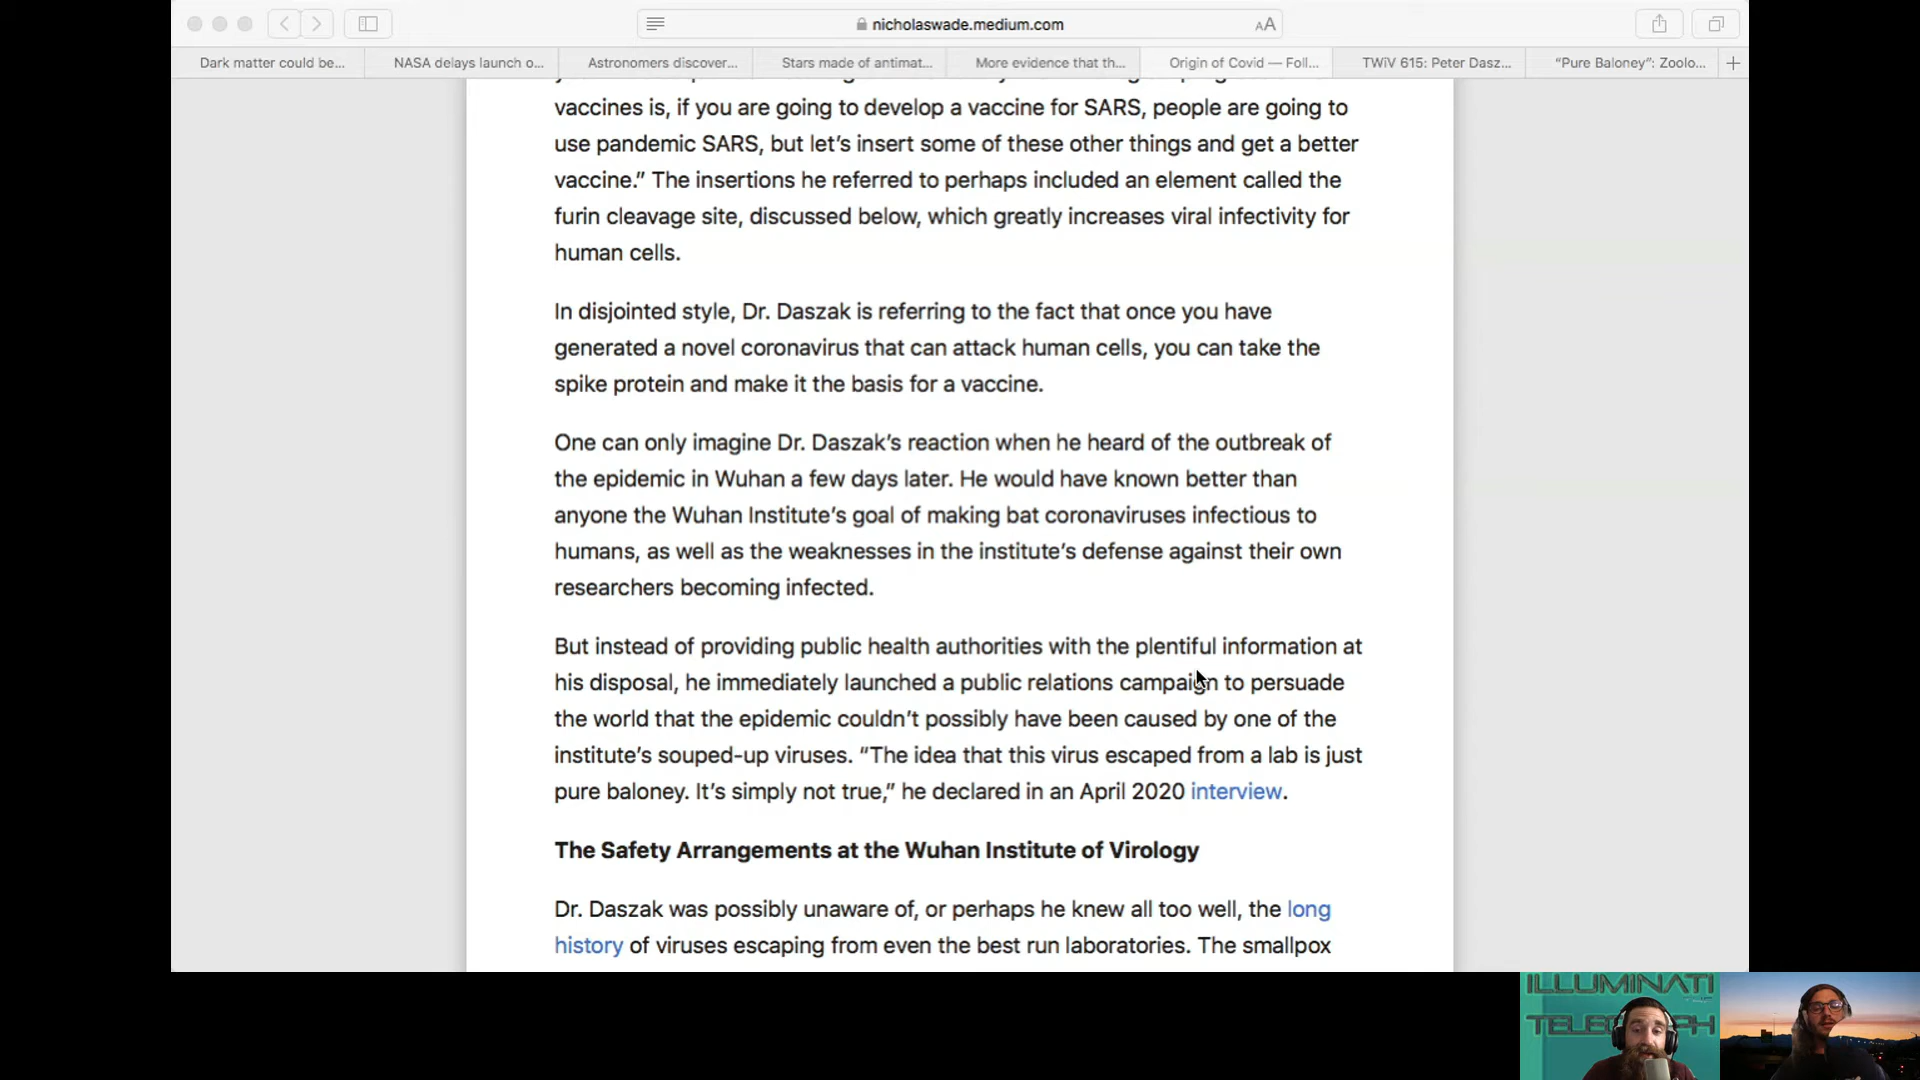 nicholaswade.medium.com
AA
Dark matter could be...
NASA delays launch o...
Astronomers discover...
Stars made of antimat...
More evidence that th...
Origin of Covid — Foll...
TWiV 615: Peter Dasz...
“Pure Baloney”: Zoolo...
vaccines is, if you are going to develop a vaccine for SARS, people are going to
use pandemic SARS, but let’s insert some of these other things and get a better
vaccine.” The insertions he referred to perhaps included an element called the
furin cleavage site, discussed below, which greatly increases viral infectivity for
human cells.
In disjointed style, Dr. Daszak is referring to the fact that once you have
generated a novel coronavirus that can attack human cells, you can take the
spike protein and make it the basis for a vaccine.
One can only imagine Dr. Daszak’s reaction when he heard of the outbreak of
the epidemic in Wuhan a few days later. He would have known better than
anyone the Wuhan Institute’s goal of making bat coronaviruses infectious to
humans, as well as the weaknesses in the institute’s defense against their own
researchers becoming infected.
But instead of providing public health authorities with the plentiful information at
his disposal, he immediately launched a public relations campaign to persuade
the world that the epidemic couldn’t possibly have been caused by one of the
institute’s souped-up viruses. “The idea that this virus escaped from a lab is just
pure baloney. It’s simply not true,” he declared in an April 2020 interview.
The Safety Arrangements at the Wuhan Institute of Virology
Dr. Daszak was possibly unaware of, or perhaps he knew all too well, the long
history of viruses escaping from even the best run laboratories. The smallpox
ILLUMINATI